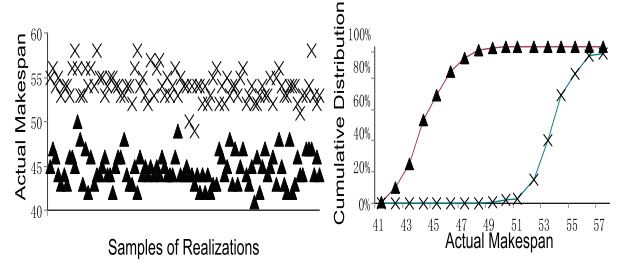 Actual Makespan
60
55
50
45
40
Samples of Realizations
Cumulative Distribution
100%
80%
60%
40%
20%
0%
41 43 45 47 49 51 53 55 57
Actual Makespan